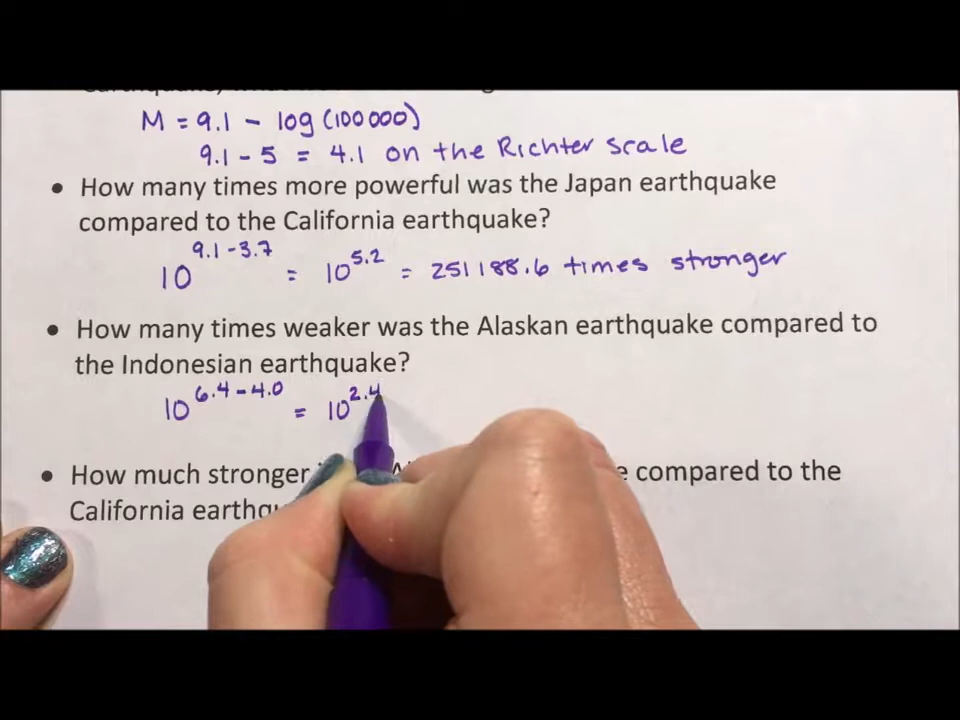 M = 9.1 - log (100000)
9.1 - 5 = 4.1 on the Richter scale
• How many times more powerful was the Japan earthquake
compared to the California earthquake?
10^9.1-3.7 = 10^5.2 = 251188.6 times stronger
• How many times weaker was the Alaskan earthquake compared to
the Indonesian earthquake?
10^6.4-4.0 = 10^2.4
• How much stronger compared to the
California